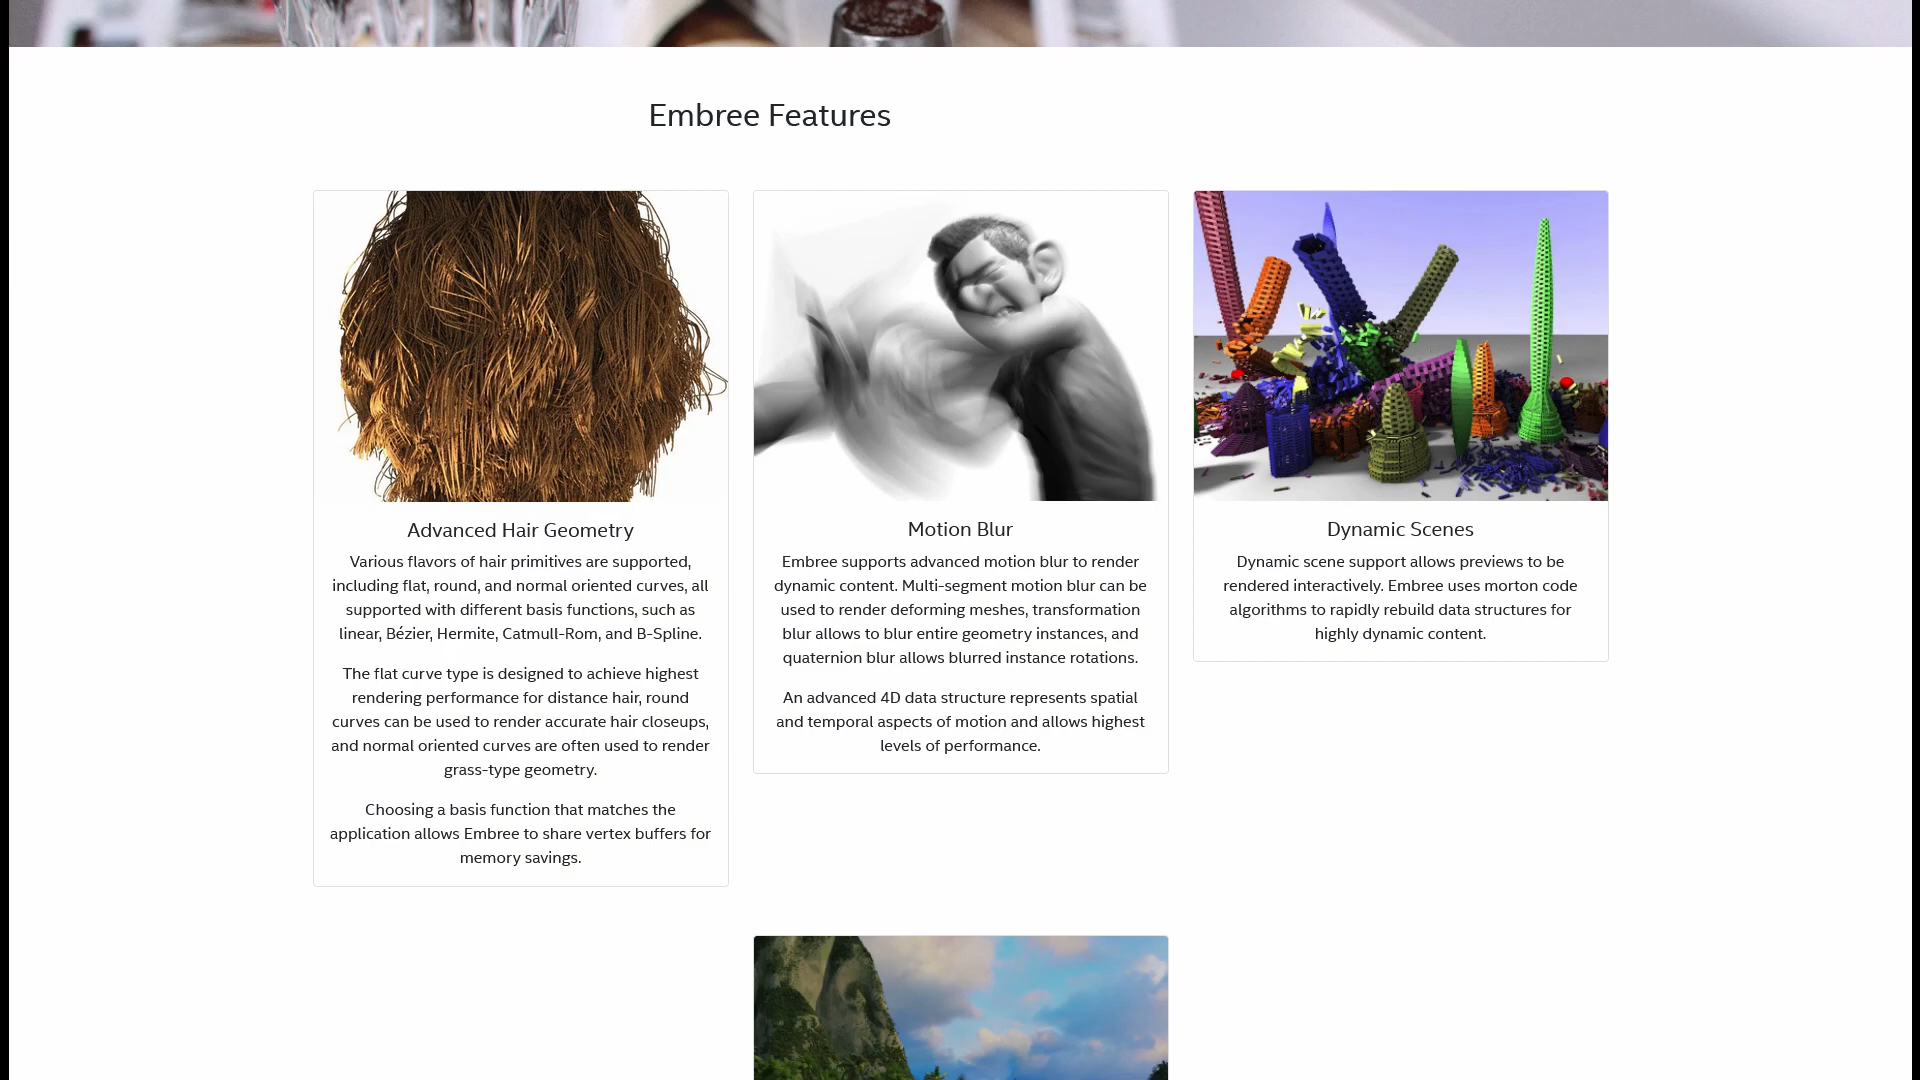 Embree Features
Advanced Hair Geometry
Various flavors of hair primitives are supported,
including flat, round, and normal oriented curves, all
supported with different basis functions, such as
linear, Bézier, Hermite, Catmull-Rom, and B-Spline.
The flat curve type is designed to achieve highest
rendering performance for distance hair, round
curves can be used to render accurate hair closeups,
and normal oriented curves are often used to render
grass-type geometry.
Choosing a basis function that matches the
application allows Embree to share vertex buffers for
memory savings.
Motion Blur
Embree supports advanced motion blur to render
dynamic content. Multi-segment motion blur can be
used to render deforming meshes, transformation
blur allows to blur entire geometry instances, and
quaternion blur allows blurred instance rotations.
An advanced 4D data structure represents spatial
and temporal aspects of motion and allows highest
levels of performance.
Dynamic Scenes
Dynamic scene support allows previews to be
rendered interactively. Embree uses morton code
algorithms to rapidly rebuild data structures for
highly dynamic content.